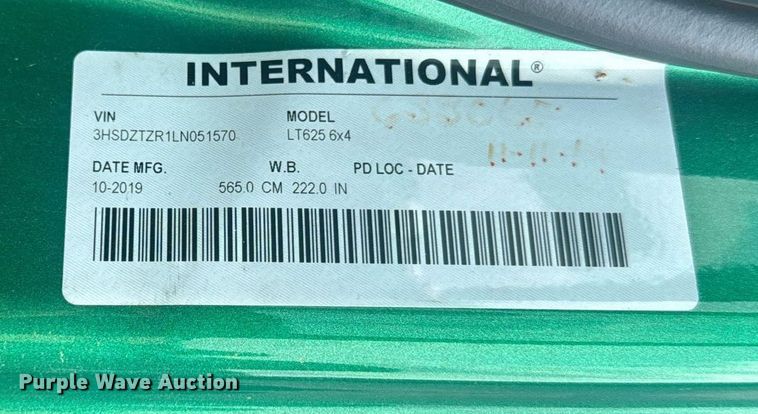 INTERNATIONAL®
VIN MODEL
3HSDZTZR1LN051570 LT625 6x4
DATE MFG. W.B. PD LOC - DATE
10-2019 565.0 CM 222.0 IN
Purple Wave Auction